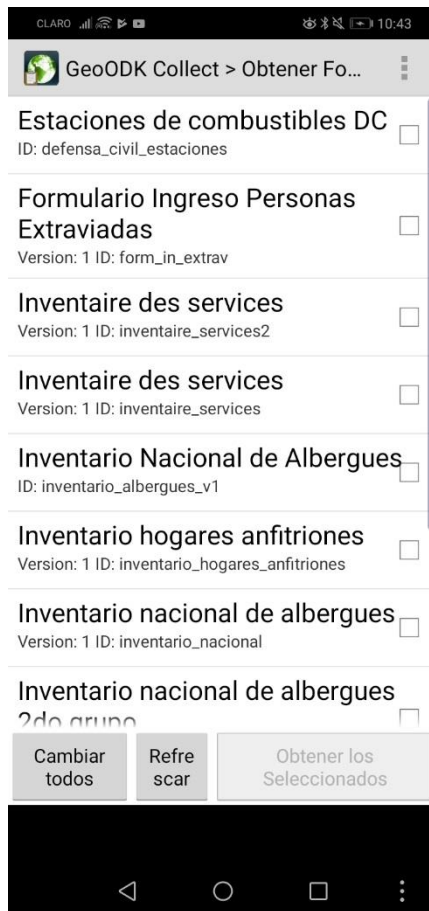 CLARO 10:43
GeoODK Collect > Obtener Fo...
Estaciones de combustibles DC
ID: defensa_civil_estaciones
Formulario Ingreso Personas
Extraviadas
Version: 1 ID: form_in_extrav
Inventaire des services
Version: 1 ID: inventaire_services2
Inventaire des services
Version: 1 ID: inventaire_services
Inventario Nacional de Albergues
ID: inventario_albergues_v1
Inventario hogares anfitriones
Version: 1 ID: inventario_hogares_anfitriones
Inventario nacional de albergues
Version: 1 ID: inventario_nacional
Inventario nacional de albergues
2do grupo
Cambiar
todos
Refre
scar
Obtener los
Seleccionados